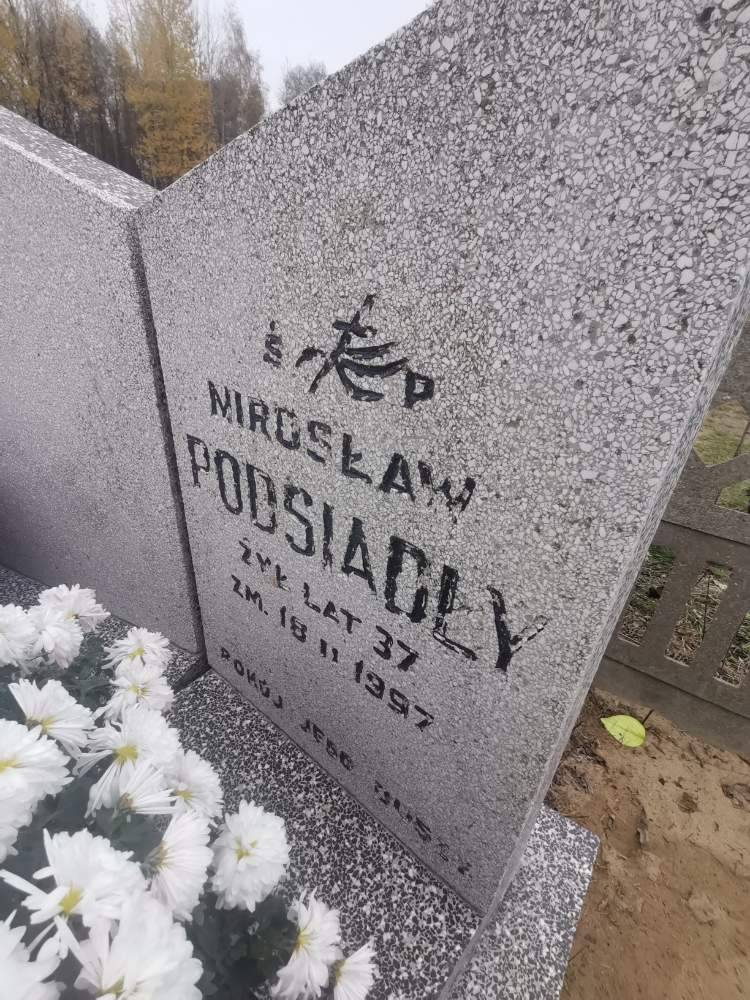 Ś P
MIROSŁAW
PODSIADŁY
ŻYŁ LAT 37
ZM. 18 II 1997
POKÓJ JEGO DUSZY